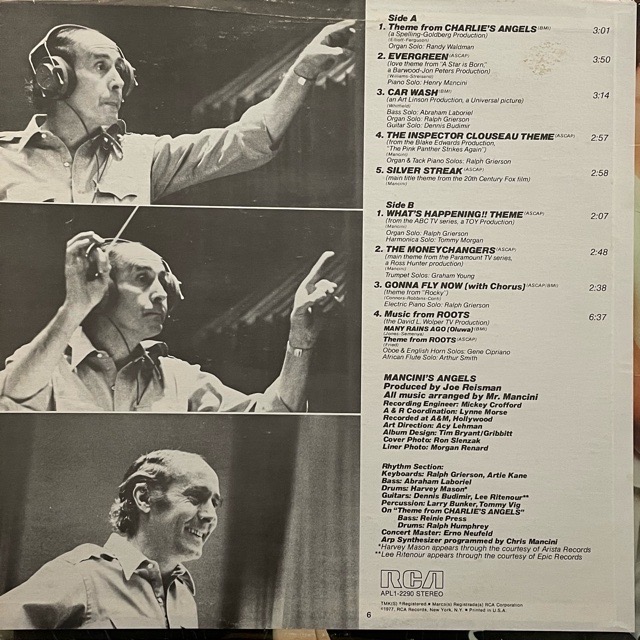 Side A
1. Theme from CHARLIE'S ANGELS (BMI) 3:01
(a Spelling-Goldberg Production)
(Elliott-Ferguson)
Organ Solo: Randy Waldman
2. EVERGREEN (ASCAP) 3:50
(love theme from "A Star is Born,"
a Barwood-Jon Peters Production)
(Williams-Streisand)
Piano Solo: Henry Mancini
3. CAR WASH (BMI) 3:14
(an Art Linson Production, a Universal picture)
(Whitfield)
Bass Solo: Abraham Laboriel
Organ Solo: Ralph Grierson
Guitar Solo: Dennis Budimir
4. THE INSPECTOR CLOUSEAU THEME (ASCAP) 2:57
(from the Blake Edwards Production,
"The Pink Panther Strikes Again")
(Mancini)
Organ & Tack Piano Solos: Ralph Grierson
5. SILVER STREAK (ASCAP) 2:58
(main title theme from the 20th Century Fox film)
(Mancini)
Side B
1. WHAT'S HAPPENING!! THEME (ASCAP) 2:07
(from the ABC TV series, a TOY Production)
(Mancini)
Organ Solo: Ralph Grierson
Harmonica Solo: Tommy Morgan
2. THE MONEYCHANGERS (ASCAP) 2:48
(main theme from the Paramount TV series,
a Ross Hunter production)
(Mancini)
Trumpet Solos: Graham Young
3. GONNA FLY NOW (with Chorus) (ASCAP/BMI) 2:38
(theme from "Rocky")
(Connors-Robbins-Conti)
Electric Piano Solo: Ralph Grierson
4. Music from ROOTS 6:37
(the David L. Wolper TV Production)
MANY RAINS AGO (Oluwa) (BMI)
(Jones-Semenya)
Theme from ROOTS (ASCAP)
(Fried)
Oboe & English Horn Solos: Gene Cipriano
African Flute Solo: Arthur Smith
MANCINI'S ANGELS
Produced by Joe Reisman
All music arranged by Mr. Mancini
Recording Engineer: Mickey Crofford
A & R Coordination: Lynne Morse
Recorded at A&M, Hollywood
Art Direction: Acy Lehman
Album Design: Tim Bryant/Gribbitt
Cover Photo: Ron Slenzak
Liner Photo: Morgan Renard
Rhythm Section:
Keyboards: Ralph Grierson, Artie Kane
Bass: Abraham Laboriel
Drums: Harvey Mason*
Guitars: Dennis Budimir, Lee Ritenour**
Percussion: Larry Bunker, Tommy Vig
On "Theme from CHARLIE'S ANGELS"
Bass: Reinie Press
Drums: Ralph Humphrey
Concert Master: Erno Neufeld
Arp Synthesizer programmed by Chris Mancini
*Harvey Mason appears through the courtesy of Arista Records
**Lee Ritenour appears through the courtesy of Epic Records
RCA
APL1-2290 STEREO
TMK(S) ® Registered • Marca(s) Registrada(s) RCA Corporation
©1977, RCA Records, New York, N.Y. • Printed in U.S.A.
6